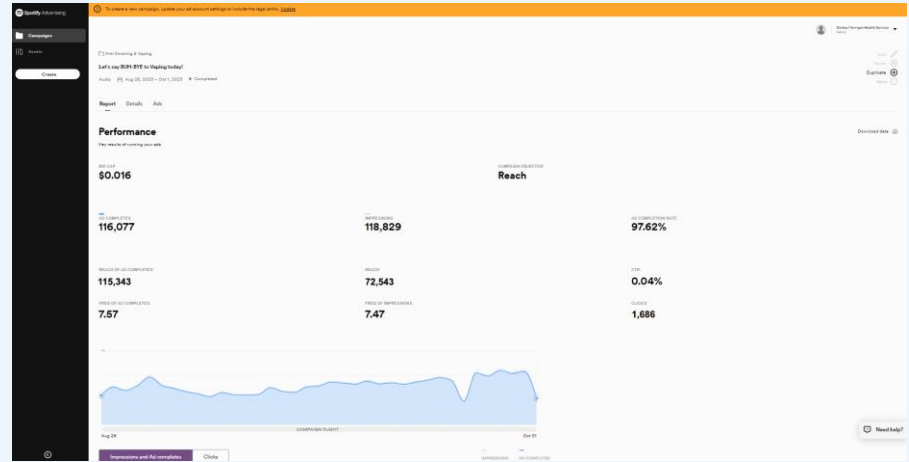 To create a new campaign, update your ad account settings to include the legal entity. Update
Spotify Advertising
Campaigns
Assets
Create
Admin
Anti Smoking & Vaping
Let's say BUH-BYE to Vaping today!
Audio Aug 28, 2023 – Oct 1, 2023 Completed
Duplicate
Report Details Ads
Performance
Key results of running your ads
Download data
BID CAP
$0.016
CAMPAIGN OBJECTIVE
Reach
AD COMPLETES
116,077
IMPRESSIONS
118,829
AD COMPLETION RATE
97.62%
REACH OF AD COMPLETES
115,343
REACH
72,543
CTR
0.04%
FREQ OF AD COMPLETES
7.57
FREQ OF IMPRESSIONS
7.47
CLICKS
1,686
CAMPAIGN FLIGHT
Aug 28
Oct 01
Impressions and Ad completes
Clicks
IMPRESSIONS
AD COMPLETES
Need help?